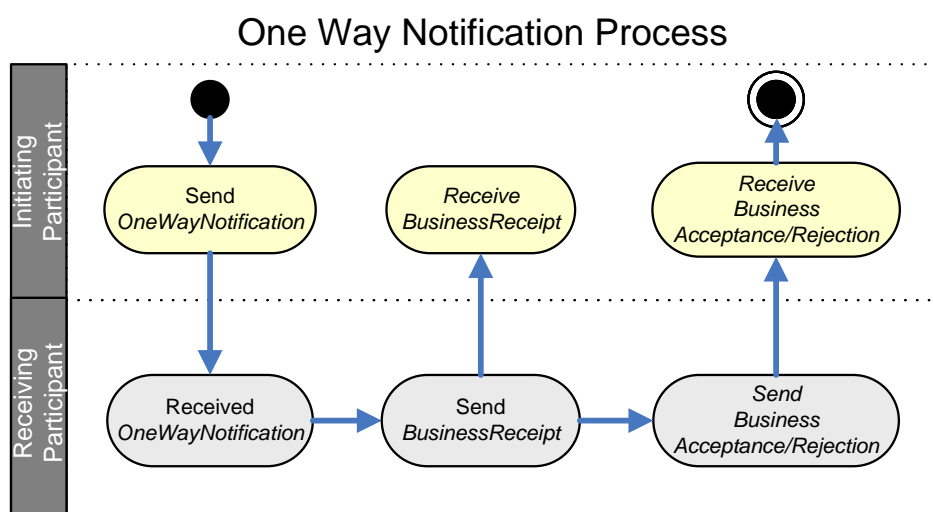 One Way Notification Process
Initiating
Participant
Send
OneWayNotification
Receive
BusinessReceipt
Receive
Business
Acceptance/Rejection
Receiving
Participant
Received
OneWayNotification
Send
BusinessReceipt
Send
Business
Acceptance/Rejection